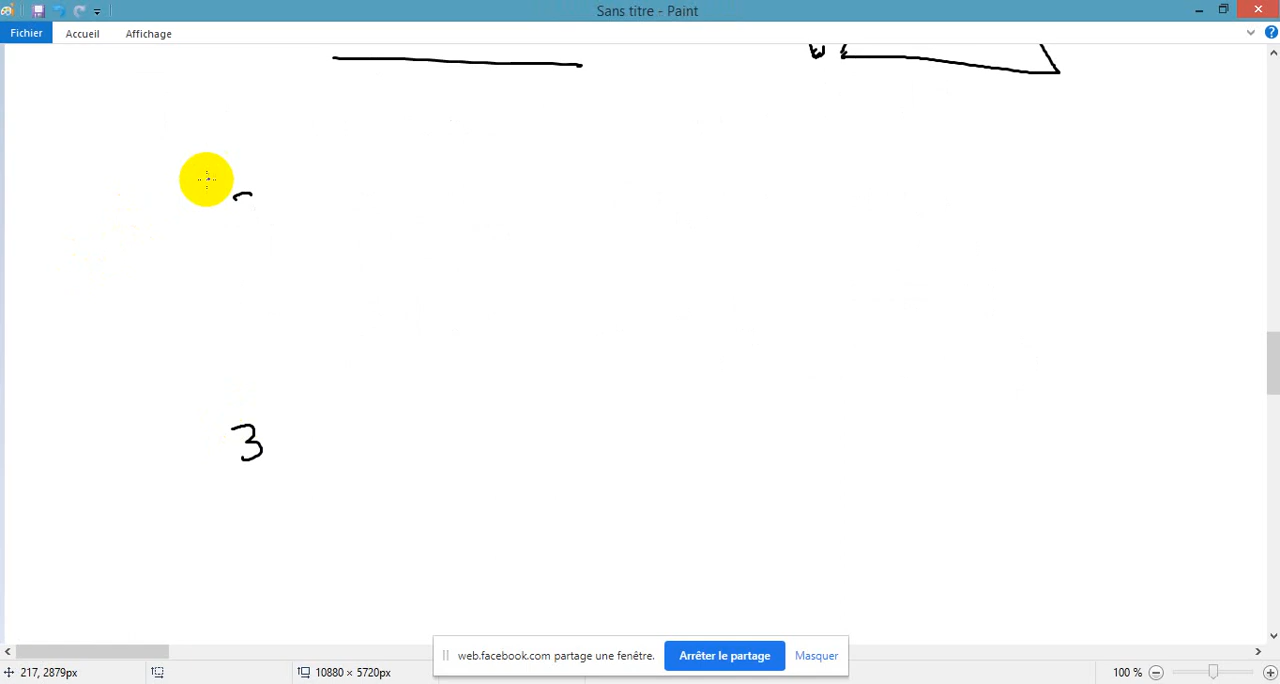 Sans titre - Paint
Fichier Accueil Affichage
3
web.facebook.com partage une fenêtre. Arrêter le partage Masquer
217, 2879px 10880 × 5720px 100 %